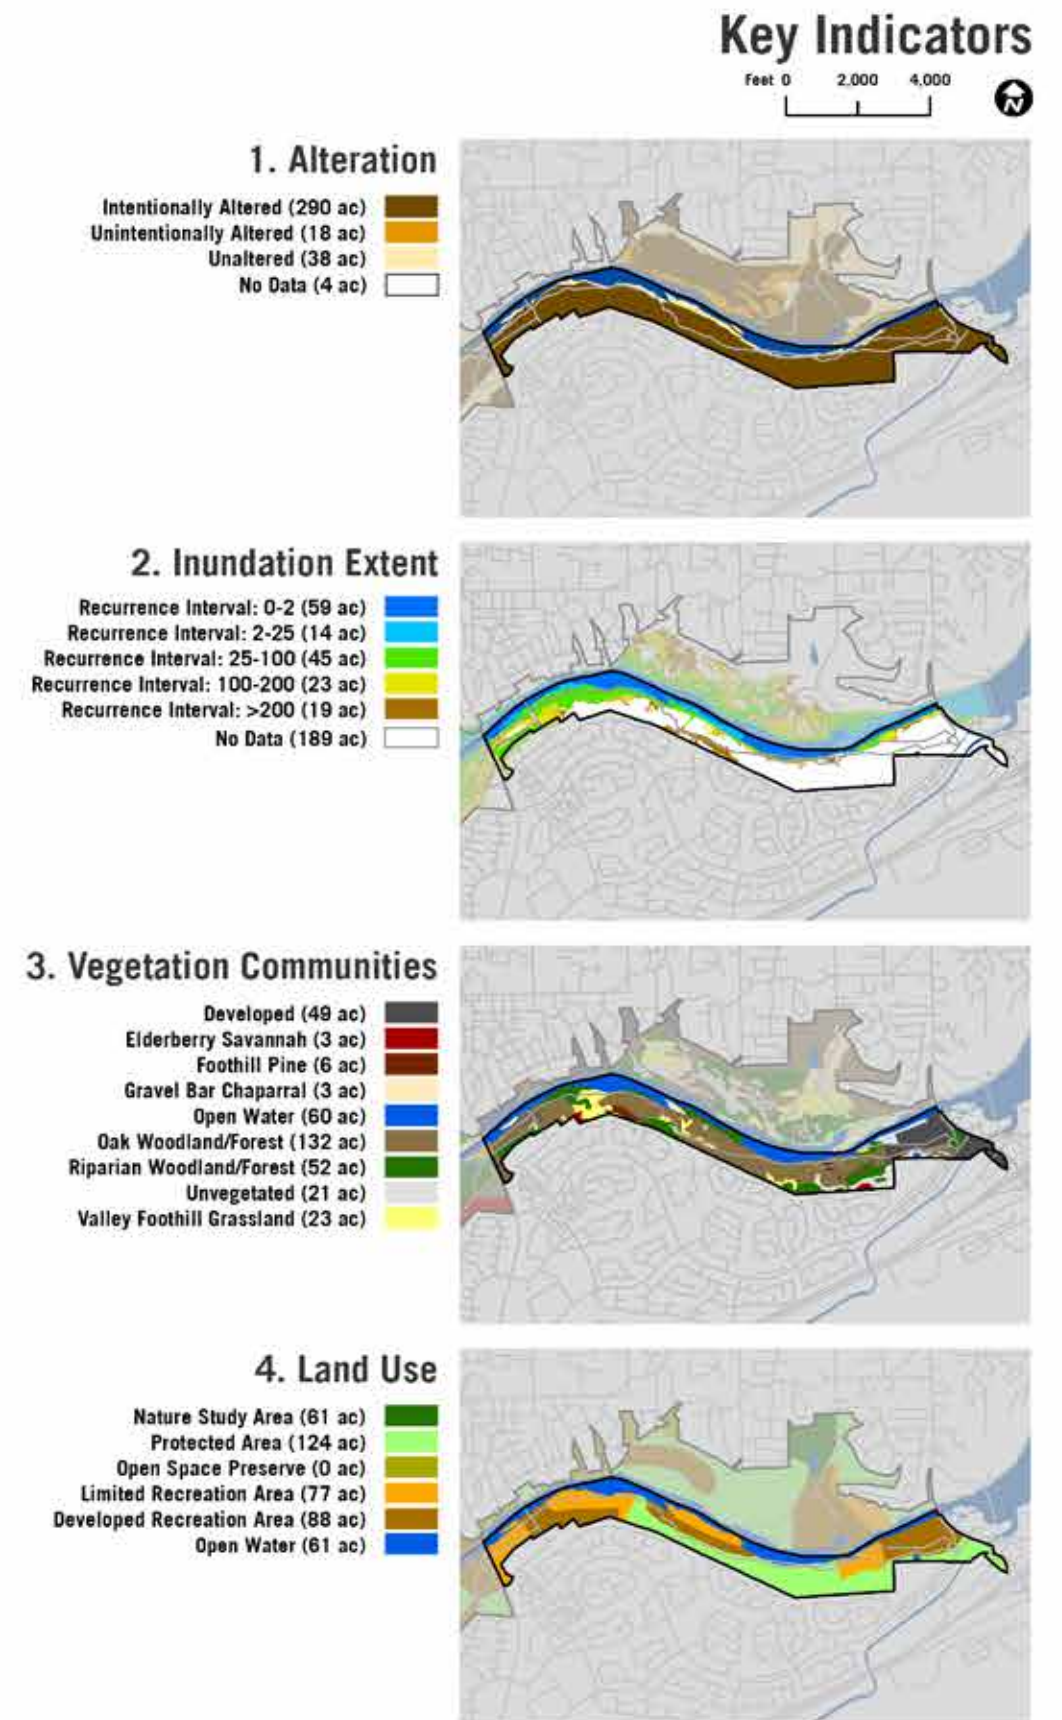 Key Indicators
Feet 0 2,000 4,000
N
1. Alteration
Intentionally Altered (290 ac)
Unintentionally Altered (18 ac)
Unaltered (38 ac)
No Data (4 ac)
2. Inundation Extent
Recurrence Interval: 0-2 (59 ac)
Recurrence Interval: 2-25 (14 ac)
Recurrence Interval: 25-100 (45 ac)
Recurrence Interval: 100-200 (23 ac)
Recurrence Interval: >200 (19 ac)
No Data (189 ac)
3. Vegetation Communities
Developed (49 ac)
Elderberry Savannah (3 ac)
Foothill Pine (6 ac)
Gravel Bar Chaparral (3 ac)
Open Water (60 ac)
Oak Woodland/Forest (132 ac)
Riparian Woodland/Forest (52 ac)
Unvegetated (21 ac)
Valley Foothill Grassland (23 ac)
4. Land Use
Nature Study Area (61 ac)
Protected Area (124 ac)
Open Space Preserve (0 ac)
Limited Recreation Area (77 ac)
Developed Recreation Area (88 ac)
Open Water (61 ac)